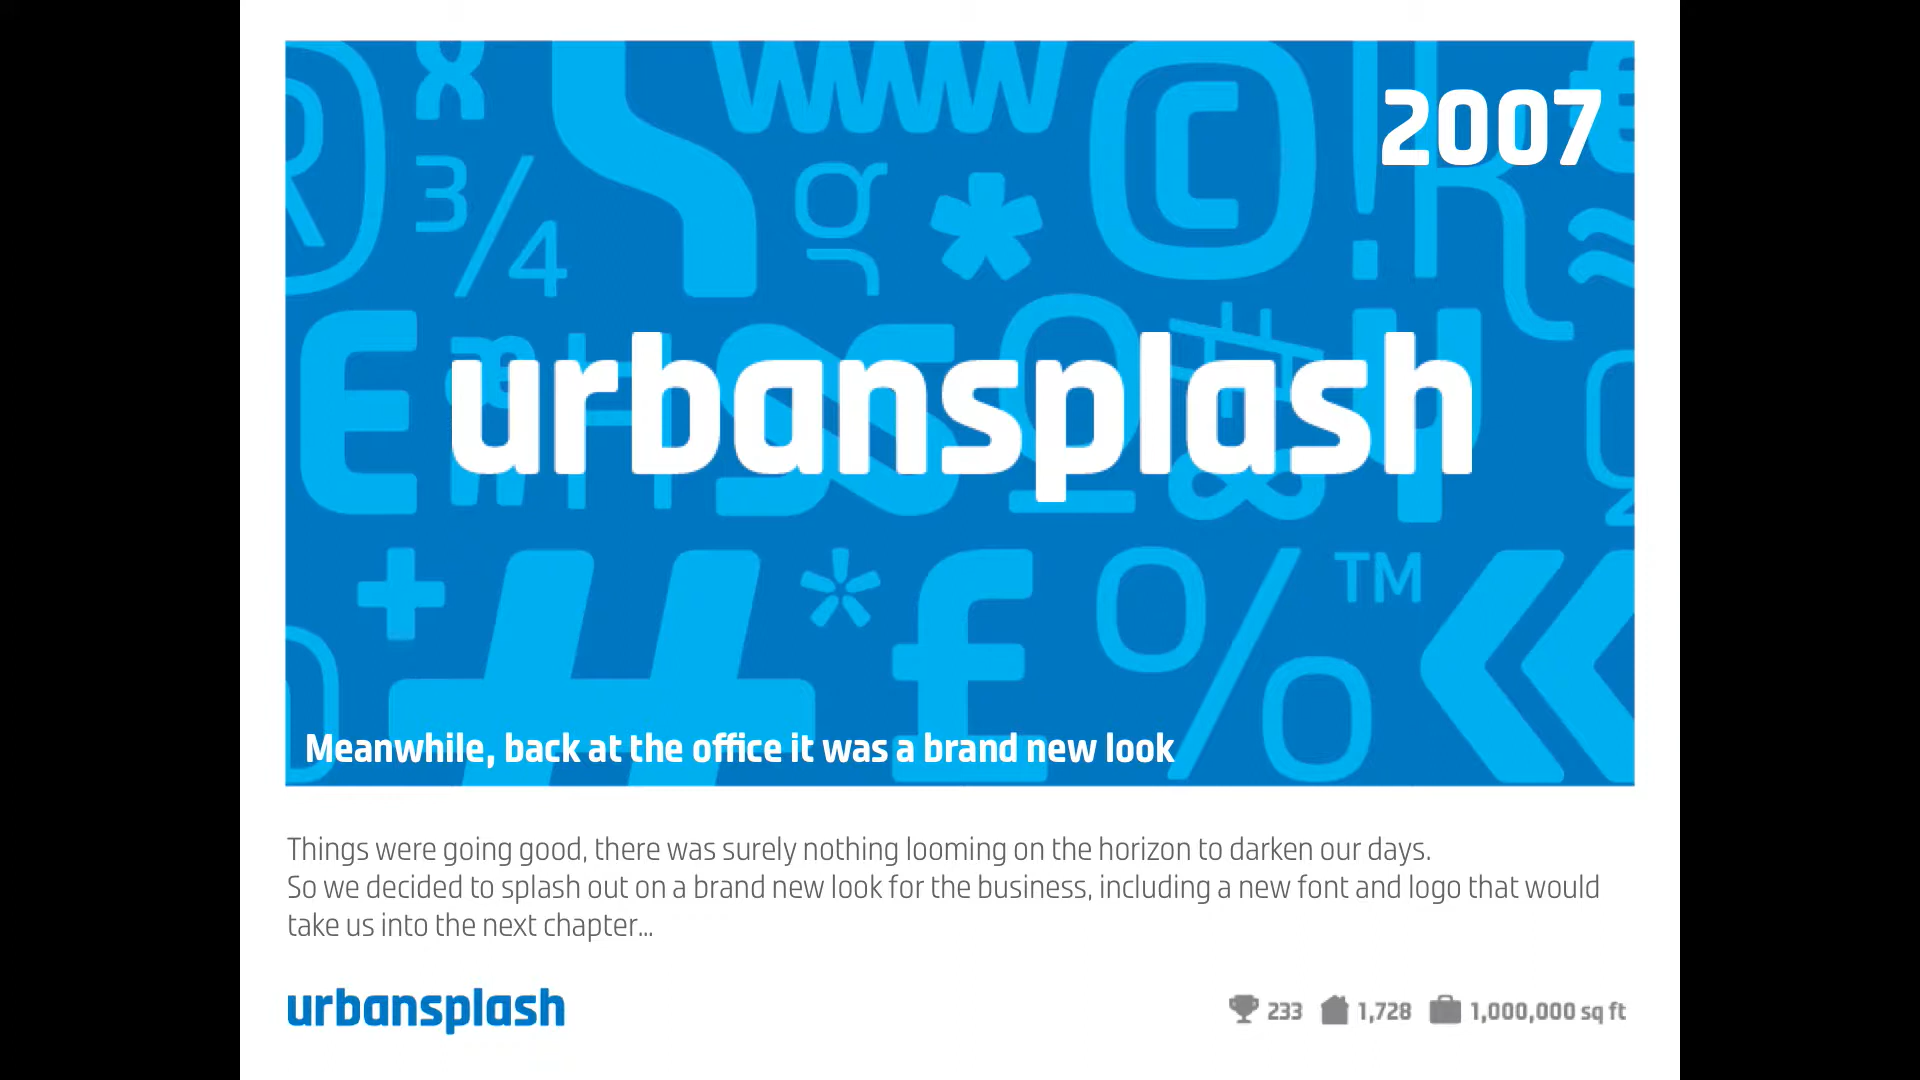 2007
urbansplash
Meanwhile, back at the office it was a brand new look
Things were going good, there was surely nothing looming on the horizon to darken our days.
So we decided to splash out on a brand new look for the business, including a new font and logo that would
take us into the next chapter...
urbansplash
233 1,728 1,000,000 sq ft